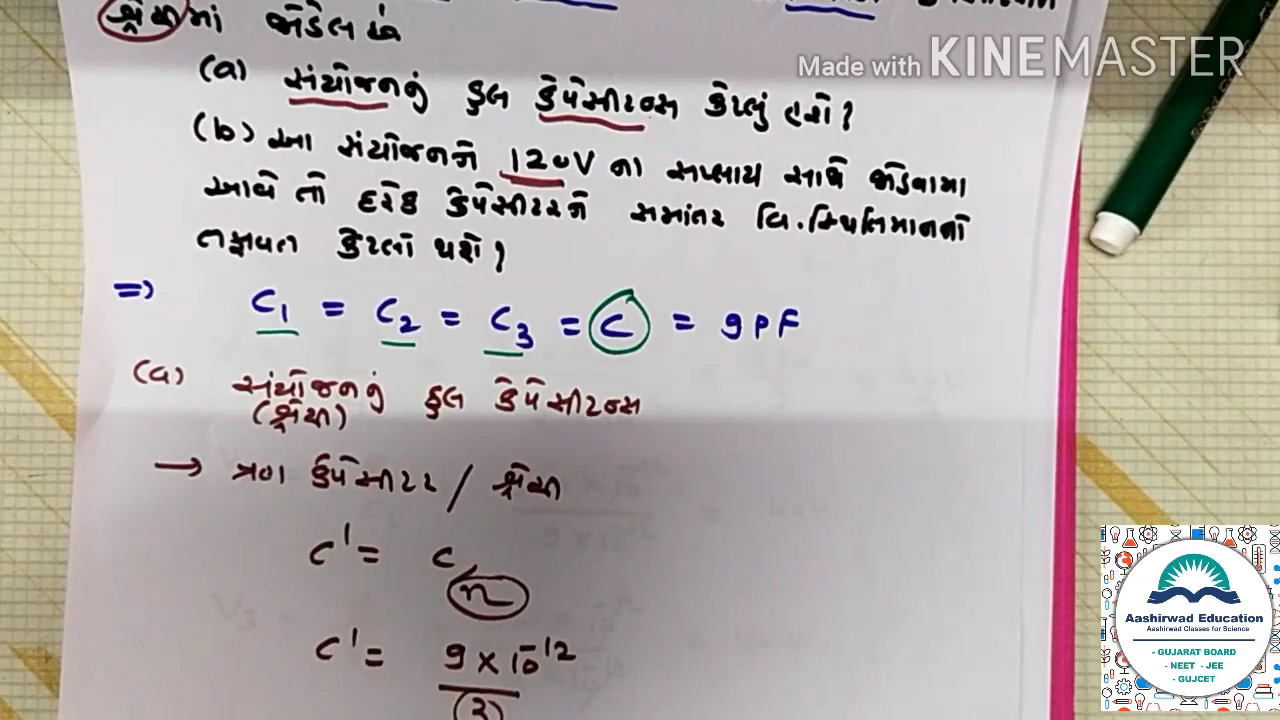 શ્રેણીમાં જોડેલ છે
Made with KINEMASTER
(a) સંયોજનનું કુલ કેપેસીટન્સ કેટલું હશે?
(b) આ સંયોજનને 120V ના સપ્લાય સાથે જોડવામા
આવે તો દરેક કેપેસીટરને સમાંતર વિ.સ્થિતિમાનનો
તફાવત કેટલો થશે?
=> C1 = C2 = C3 = C = 9PF
(a) સંયોજનનું કુલ કેપેસીટન્સ
(શ્રેણી)
→ ત્રણ કેપેસીટર / શ્રેણી
C' = C/n
C' = 9 × 10^-12
3
Aashirwad Education
Aashirwad Classes for Science
- GUJARAT BOARD
- NEET - JEE
- GUJCET